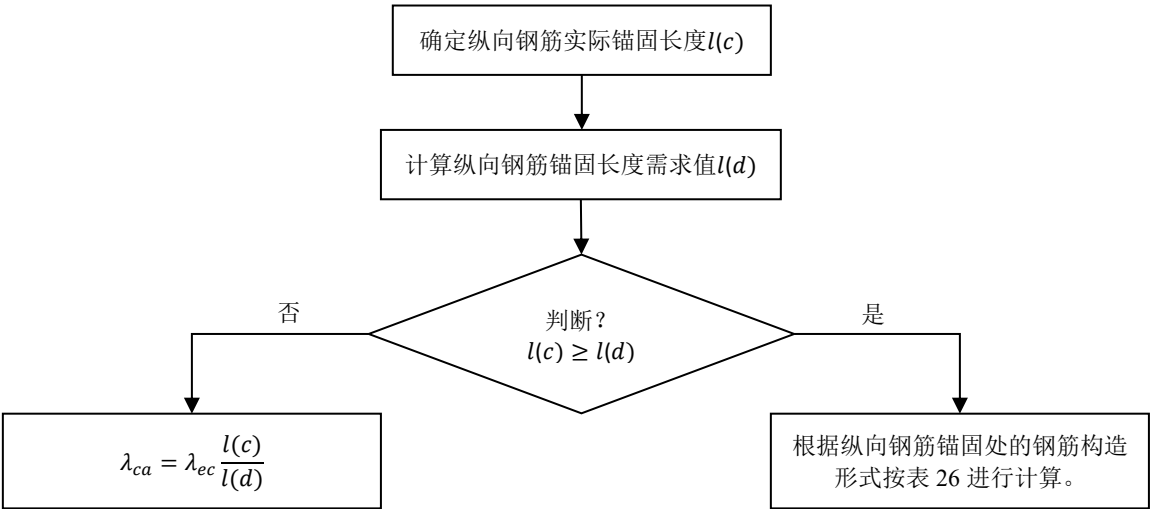 确定纵向钢筋实际锚固长度l(c)
计算纵向钢筋锚固长度需求值l(d)
否
判断?
l(c) ≥ l(d)
是
λ_ca = λ_ec l(c)/l(d)
根据纵向钢筋锚固处的钢筋构造
形式按表 26 进行计算。